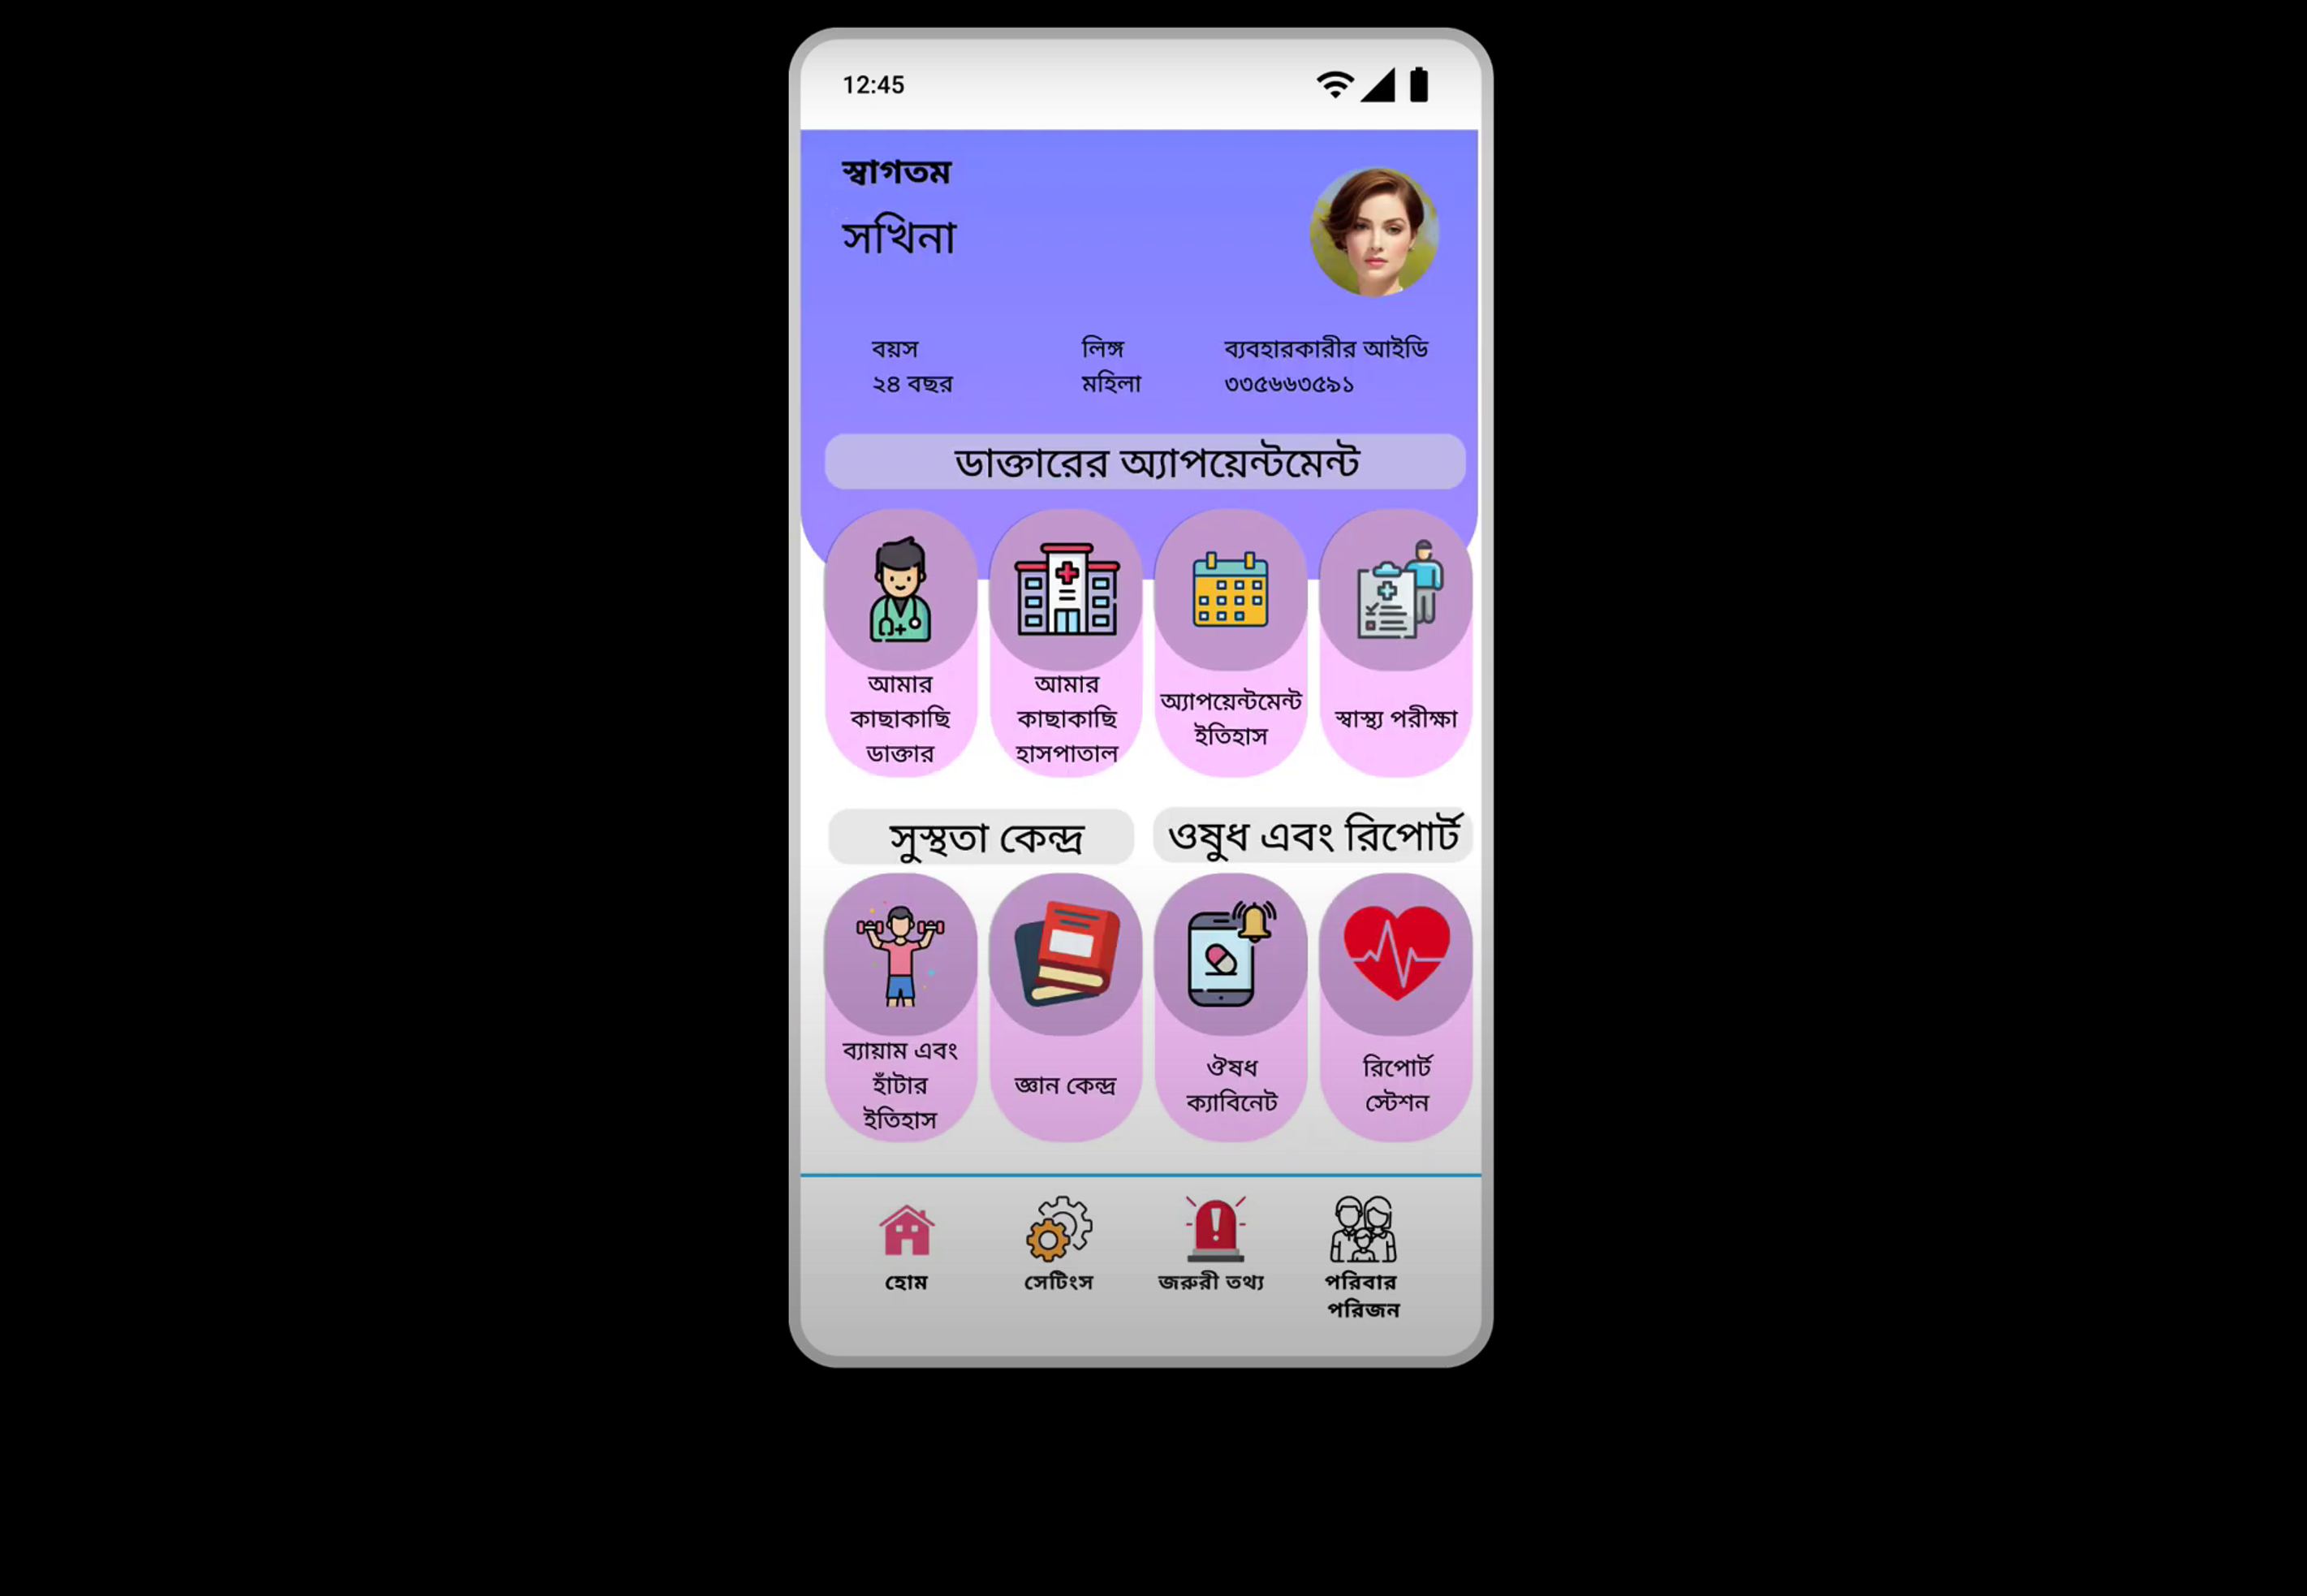 12:45
স্বাগতম
সখিনা
বয়স
২৪ বছর
লিঙ্গ
মহিলা
ব্যবহারকারীর আইডি
৩৩৫৬৬৩৫৯১
ডাক্তারের অ্যাপয়েন্টমেন্ট
আমার
কাছাকাছি
ডাক্তার
আমার
কাছাকাছি
হাসপাতাল
অ্যাপয়েন্টমেন্ট
ইতিহাস
স্বাস্থ্য পরীক্ষা
সুস্থতা কেন্দ্র
ওষুধ এবং রিপোর্ট
ব্যায়াম এবং
হাঁটার
ইতিহাস
জ্ঞান কেন্দ্র
ঔষধ
ক্যাবিনেট
রিপোর্ট
স্টেশন
হোম
সেটিংস
জরুরী তথ্য
পরিবার
পরিজন